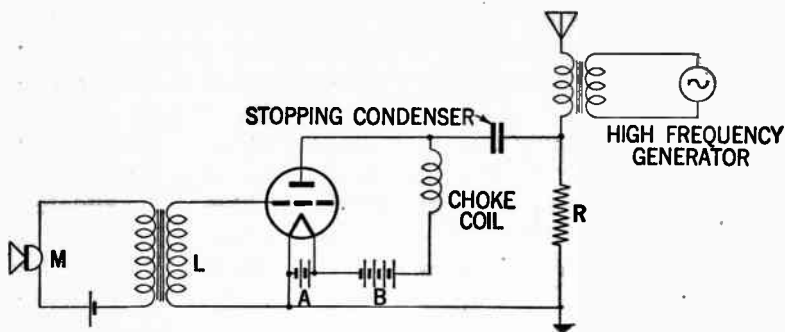 STOPPING CONDENSER
HIGH FREQUENCY
GENERATOR
CHOKE
COIL
R
M
L
A
B